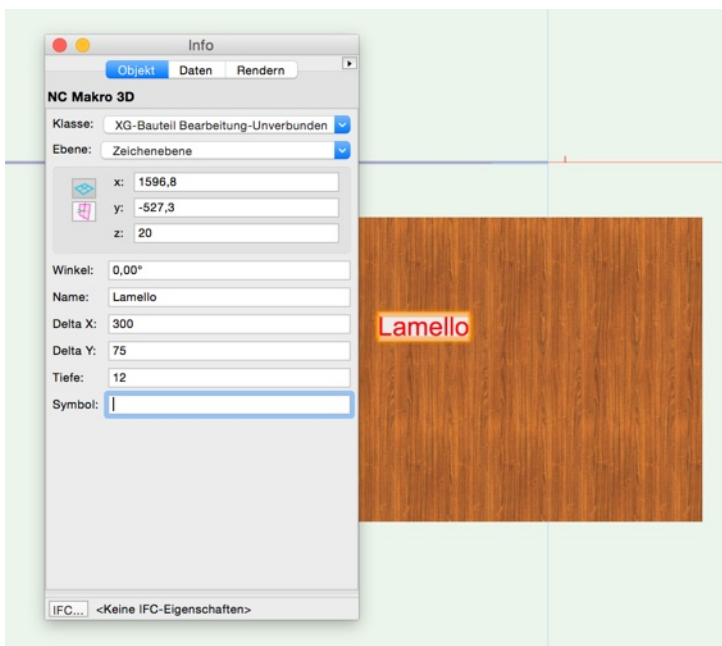 Info
Objekt Daten Rendern
NC Makro 3D
Klasse: XG-Bauteil Bearbeitung-Unverbunden
Ebene: Zeichenebene
x: 1596,8
y: -527,3
z: 20
Winkel: 0,00°
Name: Lamello
Delta X: 300
Delta Y: 75
Tiefe: 12
Symbol:
IFC... <Keine IFC-Eigenschaften>
Lamello